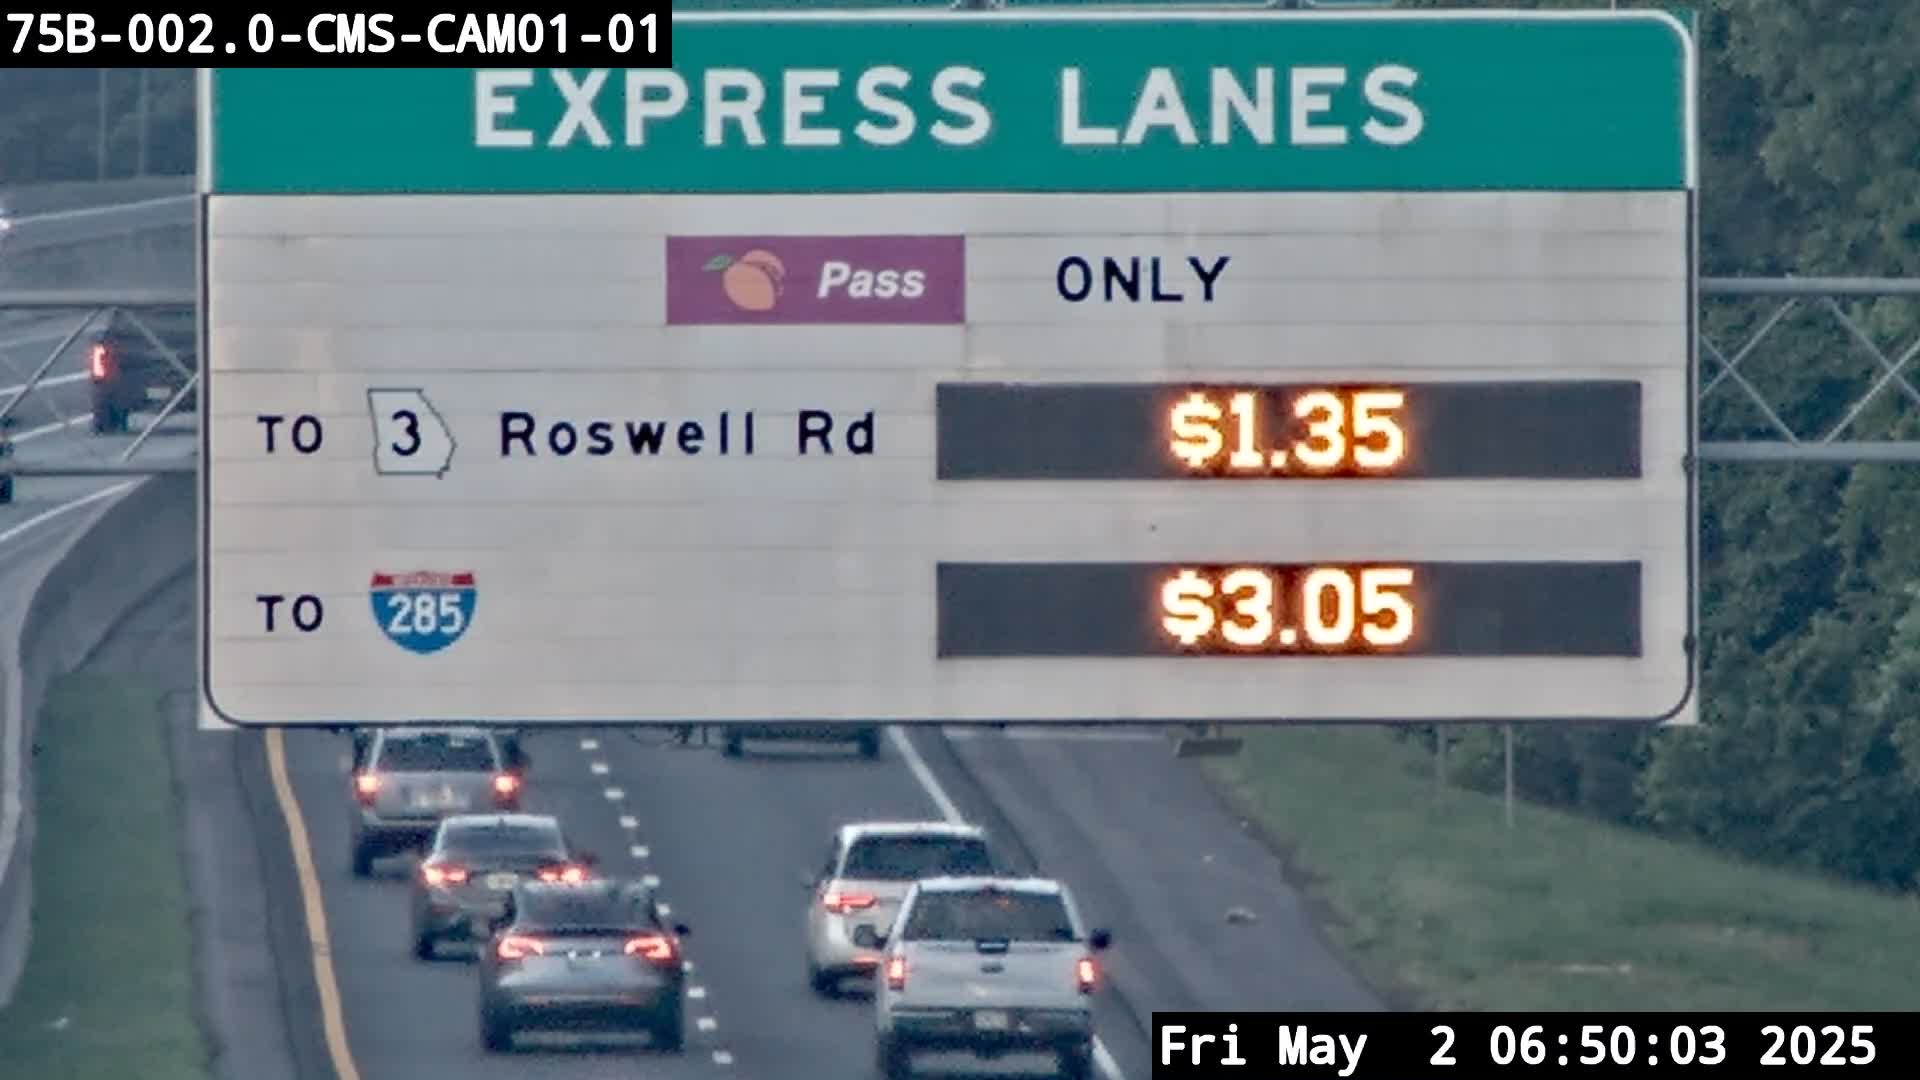 75B-002.0-CMS-CAM01-01
EXPRESS LANES
Pass ONLY
TO 3 Roswell Rd $1.35
TO 285 $3.05
Fri May 2 06:50:03 2025